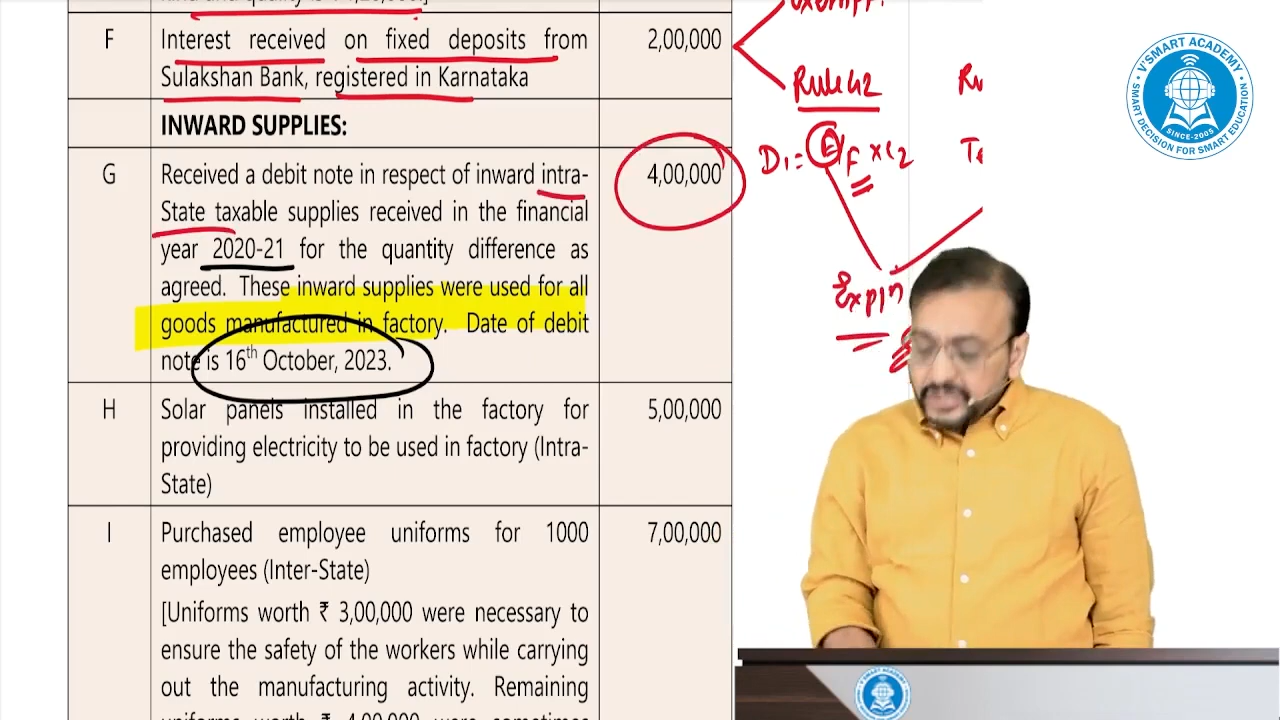 F
Interest received on fixed deposits from
Sulakshan Bank, registered in Karnataka
2,00,000
INWARD SUPPLIES:
G
Received a debit note in respect of inward intra-
State taxable supplies received in the financial
year 2020-21 for the quantity difference as
agreed. These inward supplies were used for all
goods manufactured in factory. Date of debit
note is 16th October, 2023.
4,00,000
H
Solar panels installed in the factory for
providing electricity to be used in factory (Intra-
State)
5,00,000
I
Purchased employee uniforms for 1000
employees (Inter-State)
[Uniforms worth ₹ 3,00,000 were necessary to
ensure the safety of the workers while carrying
out the manufacturing activity. Remaining
7,00,000
Rule 42
D1 = E/F × C2
Expln
V'SMART ACADEMY
SINCE-2005
SMART DECISION FOR SMART EDUCATION